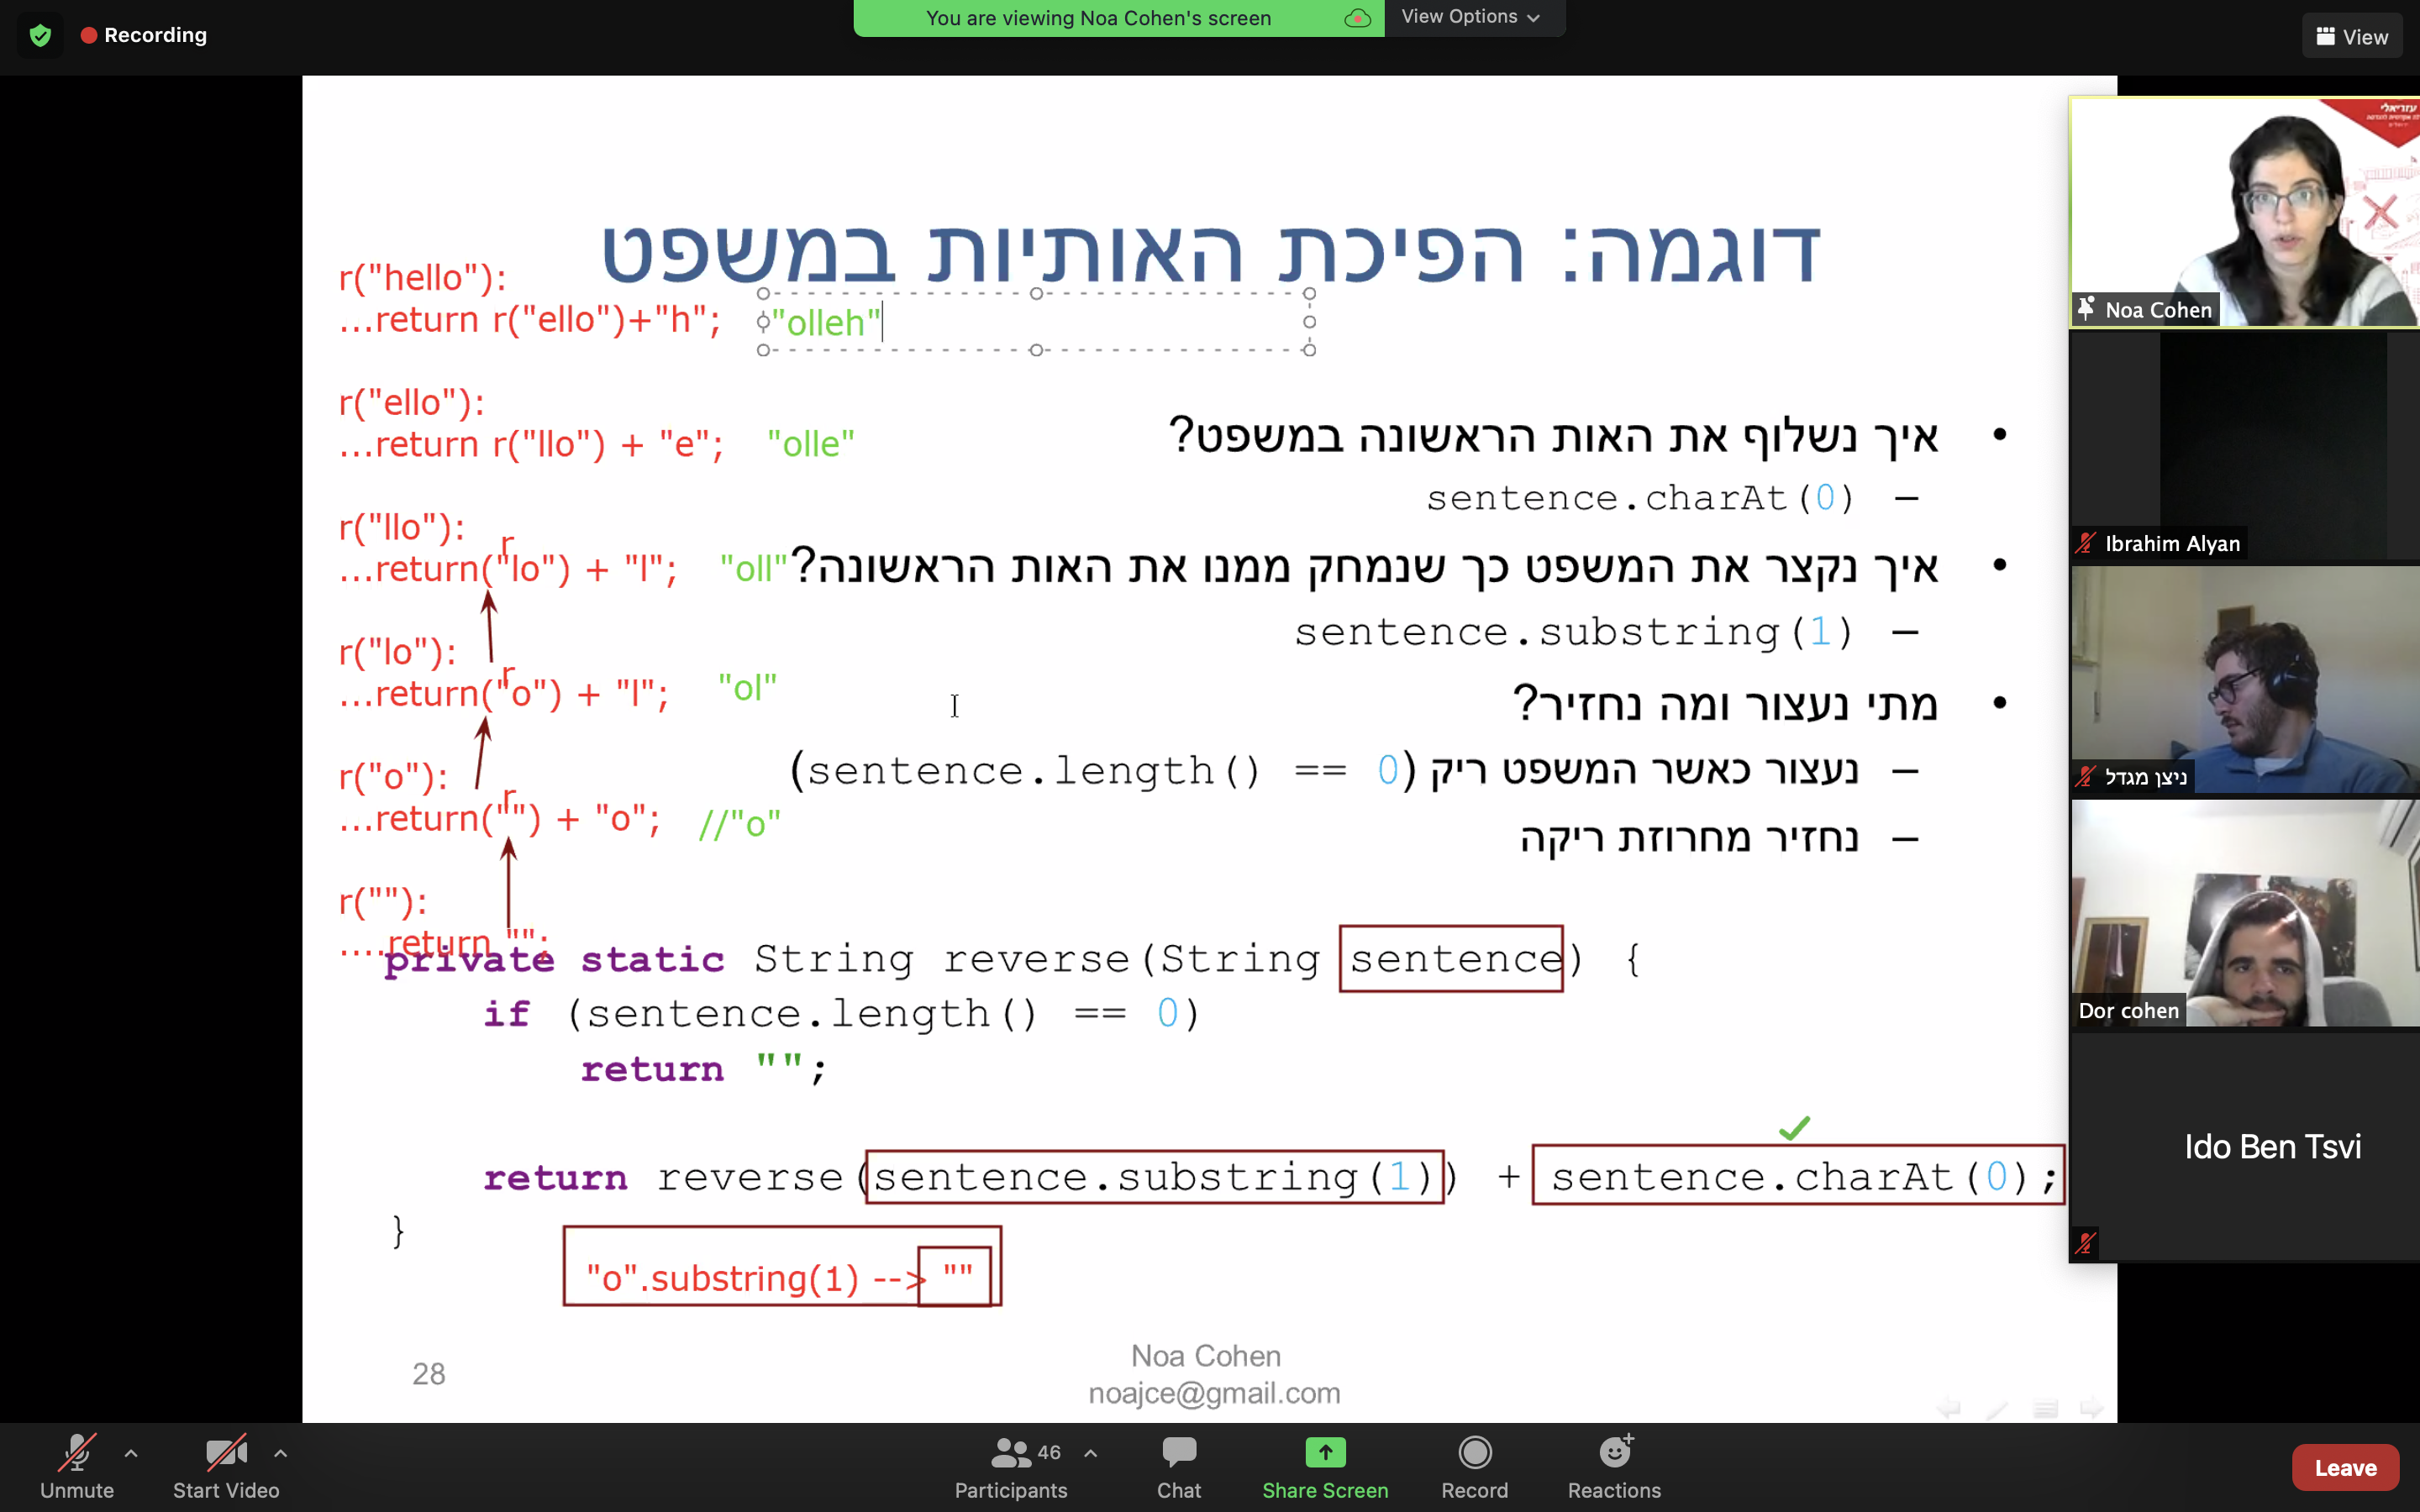 Recording
You are viewing Noa Cohen's screen
View Options
View
דוגמה: הפיכת האותיות במשפט
r("hello"):
...return r("ello")+"h"; "olleh"
r("ello"):
...return r("llo") + "e"; "olle"
r("llo"):
r
...return("lo") + "l"; "oll"
r("lo"):
r
...return("o") + "l"; "ol"
r("o"):
r
...return("") + "o"; //"o"
r(""):
....return "";
• איך נשלוף את האות הראשונה במשפט?
– sentence.charAt(0)
• איך נקצר את המשפט כך שנמחק ממנו את האות הראשונה?
– sentence.substring(1)
• מתי נעצור ומה נחזיר?
– נעצור כאשר המשפט ריק (sentence.length() == 0)
– נחזיר מחרוזת ריקה
private static String reverse(String sentence) {
if (sentence.length() == 0)
return "";
return reverse(sentence.substring(1)) + sentence.charAt(0);
}
"o".substring(1) --> ""
28
Noa Cohen
noajce@gmail.com
עזריאלי
Noa Cohen
Ibrahim Alyan
ניצן מגדל
Dor cohen
Ido Ben Tsvi
Unmute
Start Video
46
Participants
Chat
Share Screen
Record
Reactions
Leave